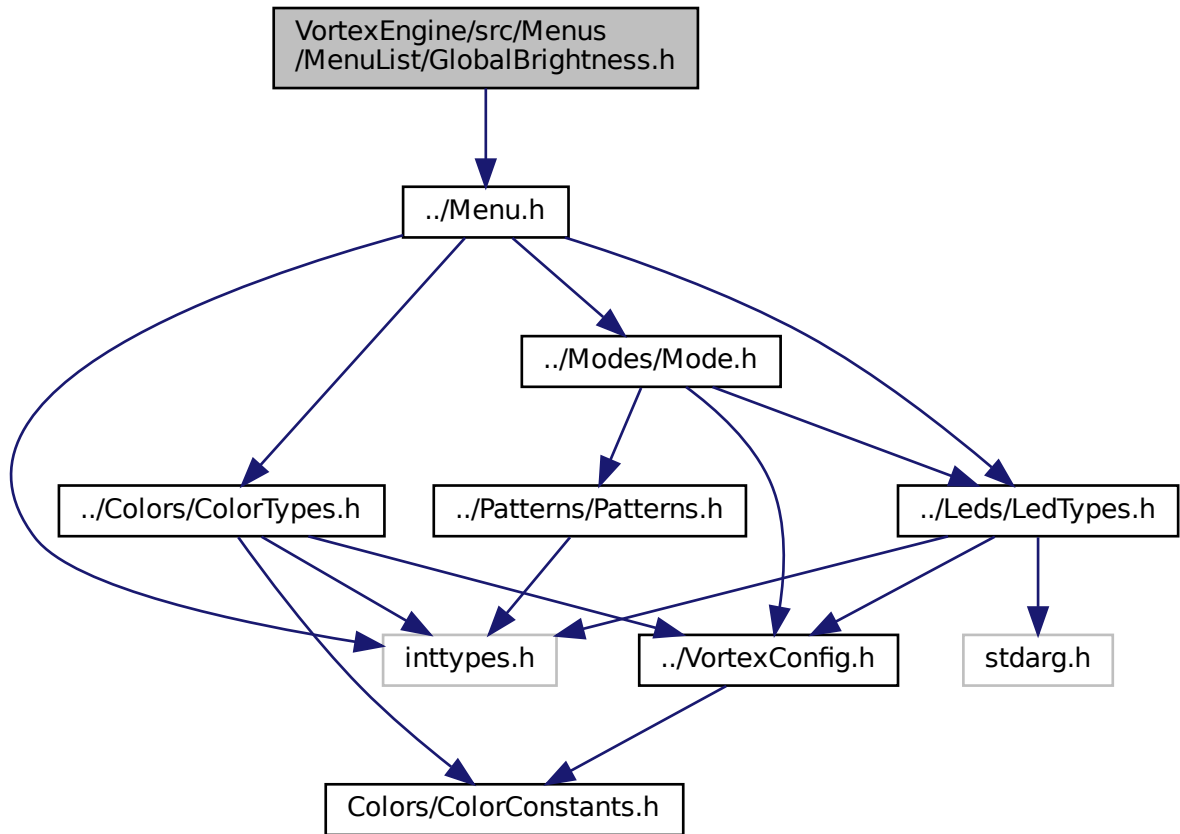 VortexEngine/src/Menus
/MenuList/GlobalBrightness.h
../Menu.h
../Modes/Mode.h
../Colors/ColorTypes.h
../Patterns/Patterns.h
../Leds/LedTypes.h
inttypes.h
../VortexConfig.h
stdarg.h
Colors/ColorConstants.h